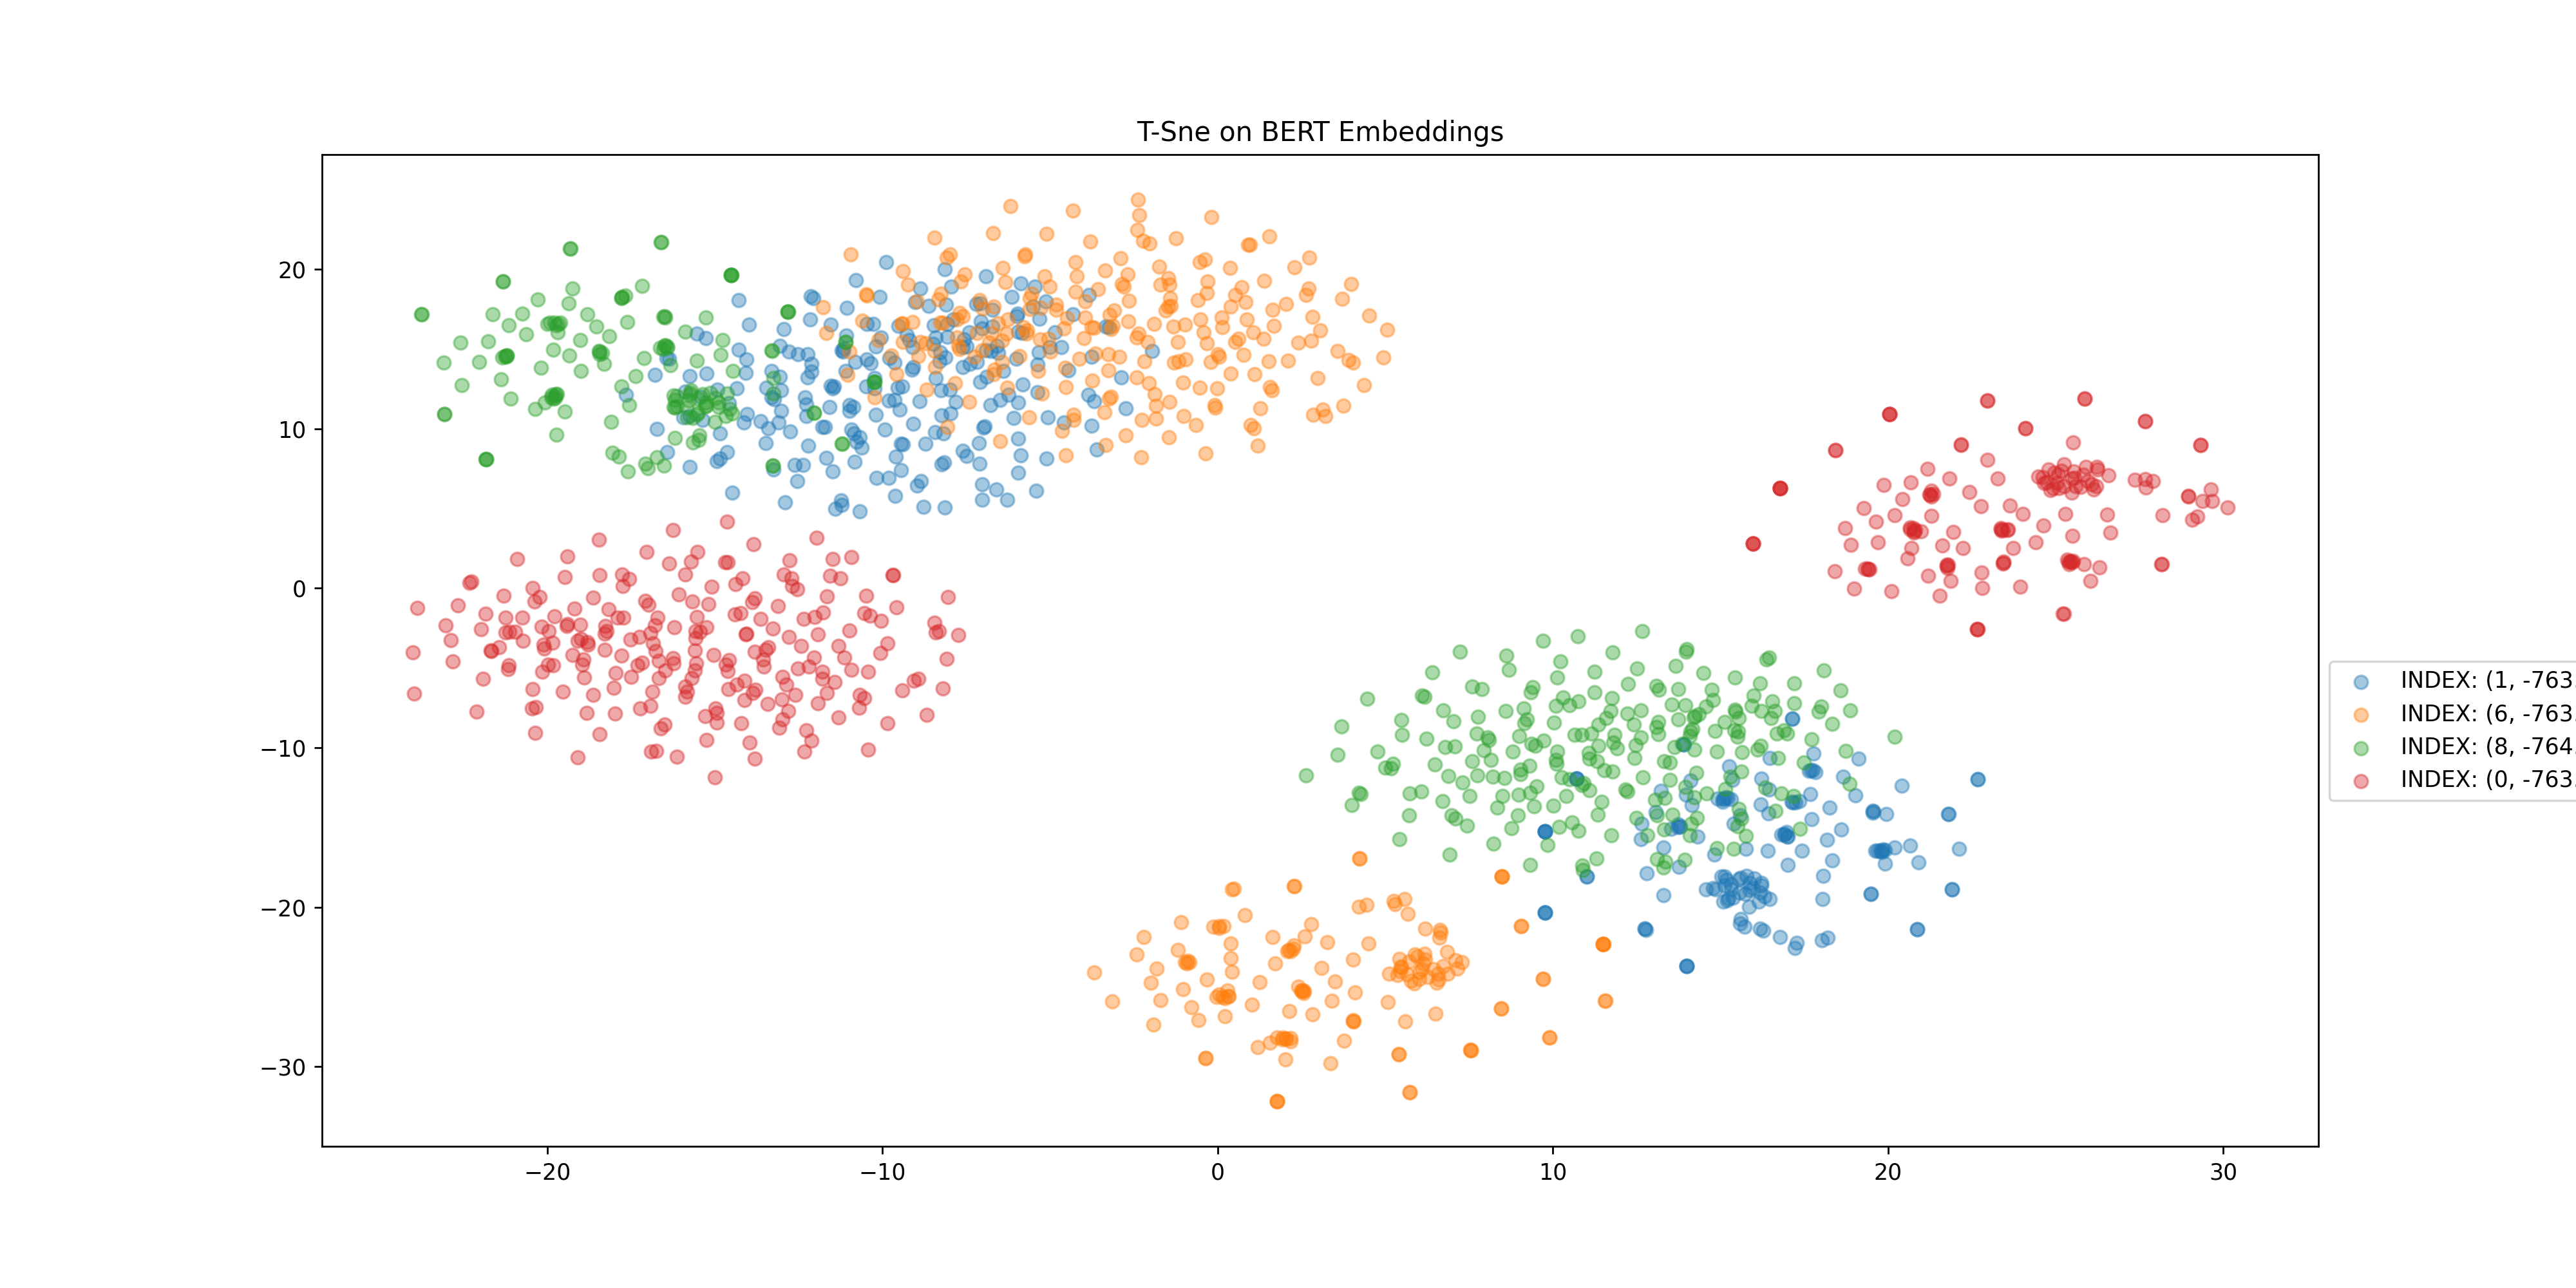 T-Sne on BERT Embeddings
20
10
0
−10
−20
−30
−20
−10
0
10
20
30
INDEX: (1, -763
INDEX: (6, -763
INDEX: (8, -764
INDEX: (0, -763.